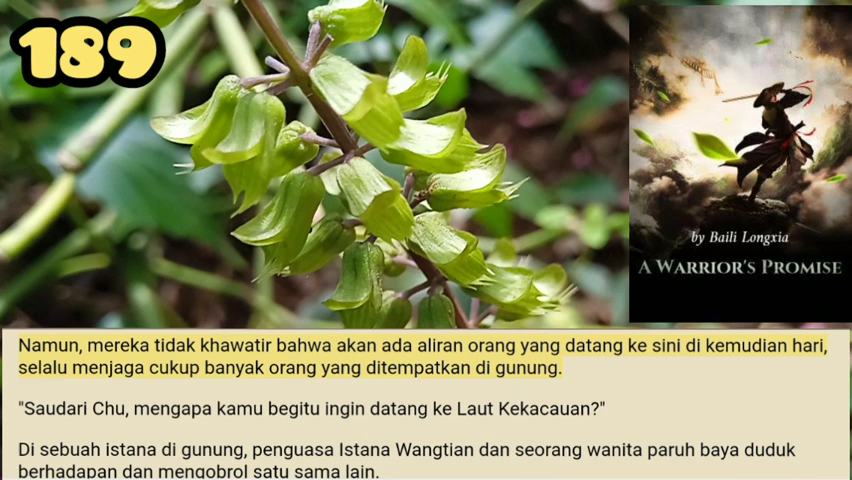 189
by Baili Longxia
A WARRIOR'S PROMISE
Namun, mereka tidak khawatir bahwa akan ada aliran orang yang datang ke sini di kemudian hari,
selalu menjaga cukup banyak orang yang ditempatkan di gunung.
"Saudari Chu, mengapa kamu begitu ingin datang ke Laut Kekacauan?"
Di sebuah istana di gunung, penguasa Istana Wangtian dan seorang wanita paruh baya duduk
berhadapan dan mengobrol satu sama lain.